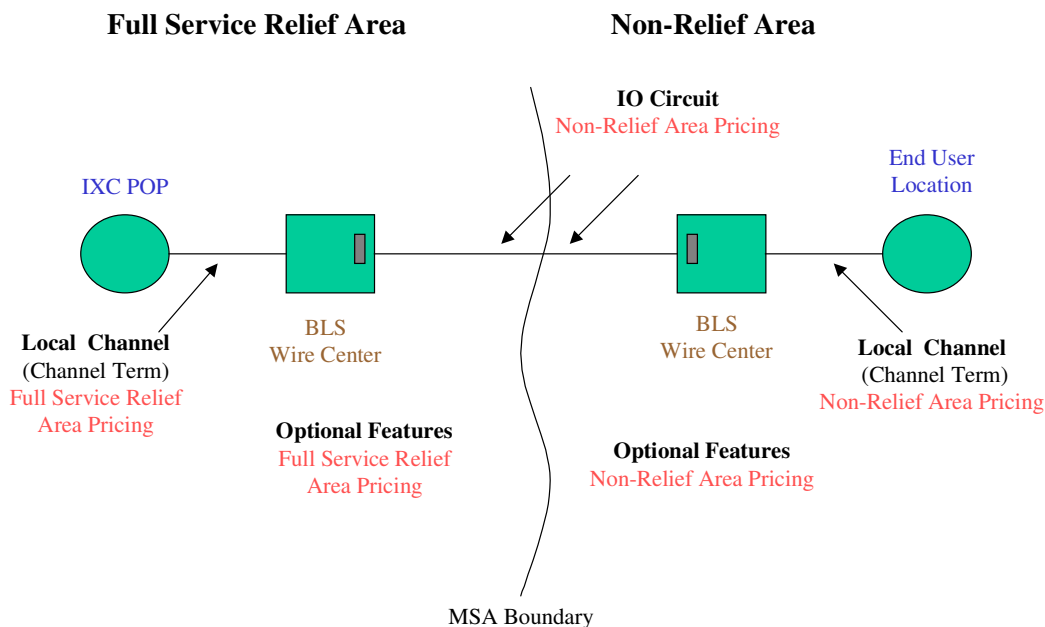 Full Service Relief Area
Non-Relief Area
IO Circuit
Non-Relief Area Pricing
IXC POP
End User
Location
BLS
Wire Center
BLS
Wire Center
Local Channel
(Channel Term)
Full Service Relief
Area Pricing
Local Channel
(Channel Term)
Non-Relief Area Pricing
Optional Features
Full Service Relief
Area Pricing
Optional Features
Non-Relief Area Pricing
MSA Boundary